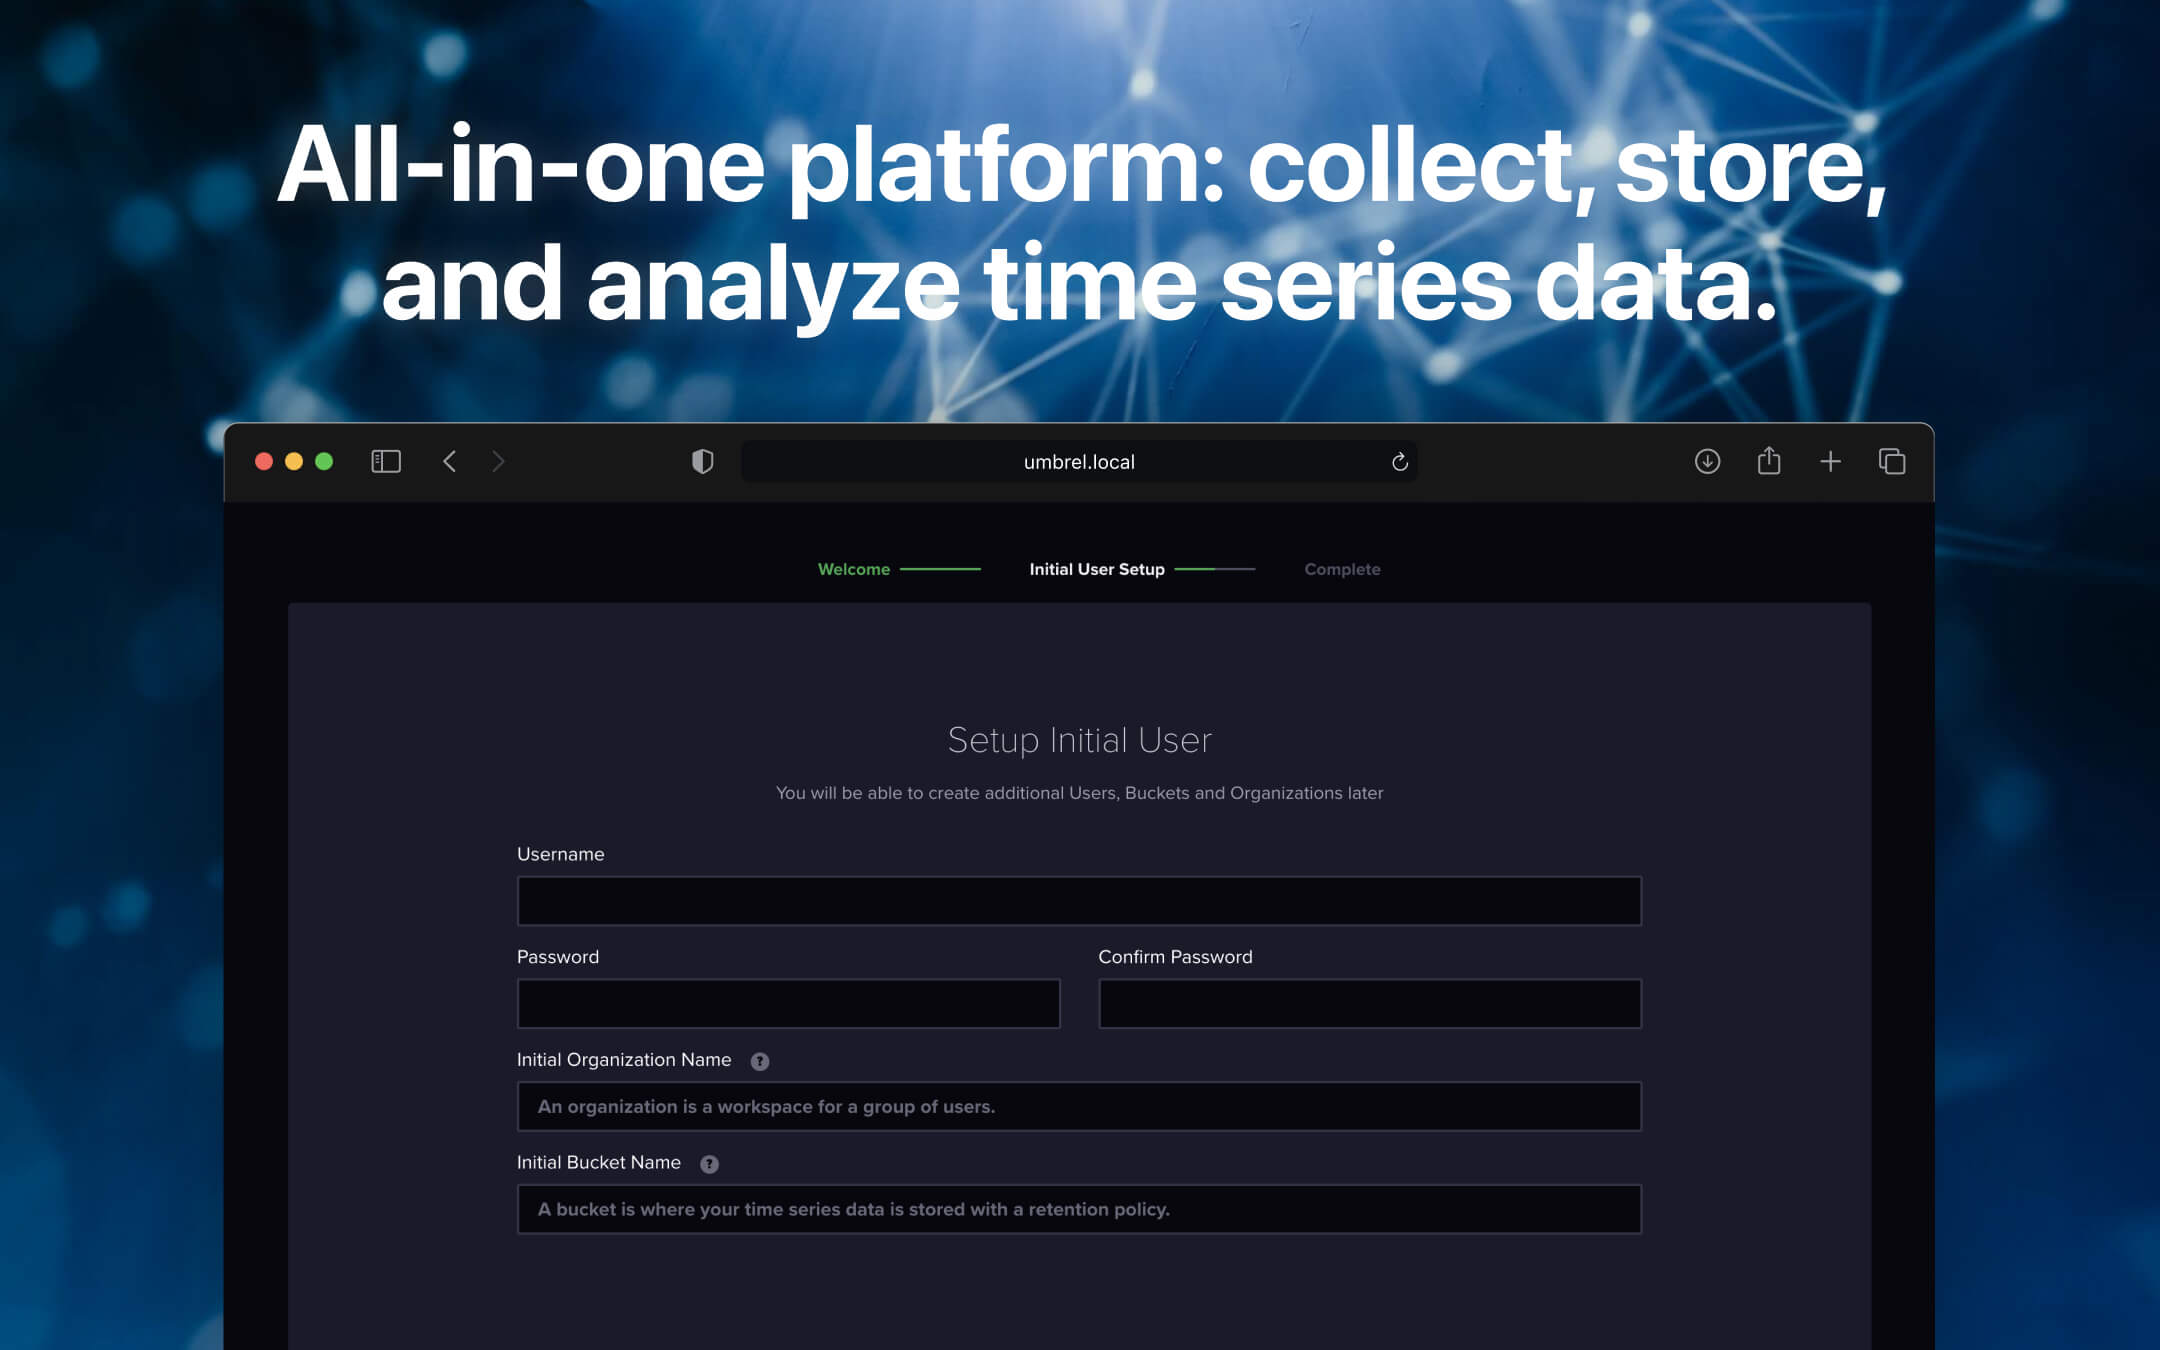 All-in-one platform: collect, store,
and analyze time series data.
umbrel.local
Welcome
Initial User Setup
Complete
Setup Initial User
You will be able to create additional Users, Buckets and Organizations later
Username
Password
Confirm Password
Initial Organization Name ?
An organization is a workspace for a group of users.
Initial Bucket Name ?
A bucket is where your time series data is stored with a retention policy.